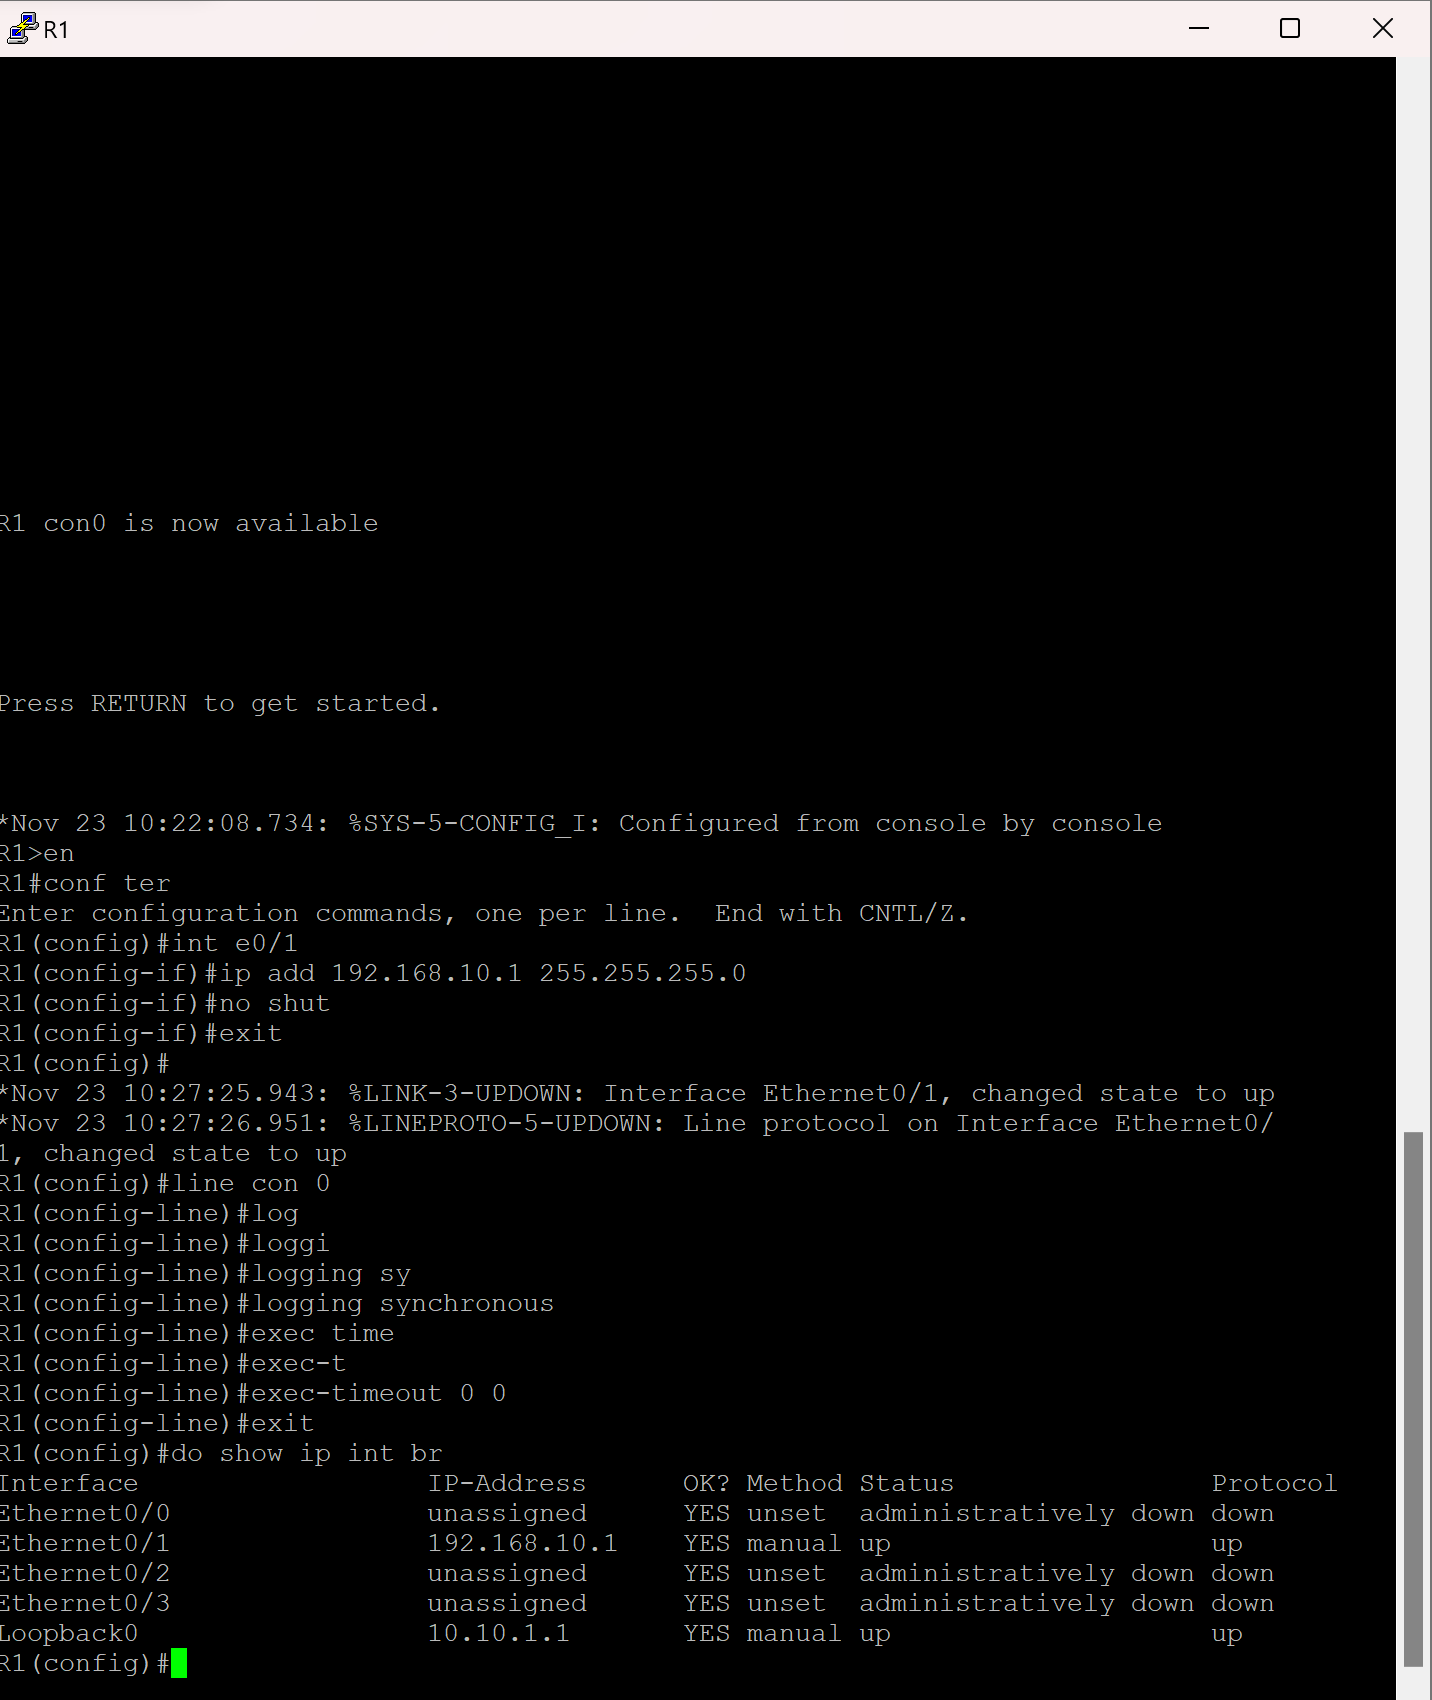 R1
R1 con0 is now available
Press RETURN to get started.
*Nov 23 10:22:08.734: %SYS-5-CONFIG_I: Configured from console by console
R1>en
R1#conf ter
Enter configuration commands, one per line.  End with CNTL/Z.
R1(config)#int e0/1
R1(config-if)#ip add 192.168.10.1 255.255.255.0
R1(config-if)#no shut
R1(config-if)#exit
R1(config)#
*Nov 23 10:27:25.943: %LINK-3-UPDOWN: Interface Ethernet0/1, changed state to up
*Nov 23 10:27:26.951: %LINEPROTO-5-UPDOWN: Line protocol on Interface Ethernet0/
1, changed state to up
R1(config)#line con 0
R1(config-line)#log
R1(config-line)#loggi
R1(config-line)#logging sy
R1(config-line)#logging synchronous
R1(config-line)#exec time
R1(config-line)#exec-t
R1(config-line)#exec-timeout 0 0
R1(config-line)#exit
R1(config)#do show ip int br
Interface                  IP-Address      OK? Method Status                Protocol
Ethernet0/0                unassigned      YES unset  administratively down down
Ethernet0/1                192.168.10.1    YES manual up                    up
Ethernet0/2                unassigned      YES unset  administratively down down
Ethernet0/3                unassigned      YES unset  administratively down down
Loopback0                  10.10.1.1       YES manual up                    up
R1(config)#